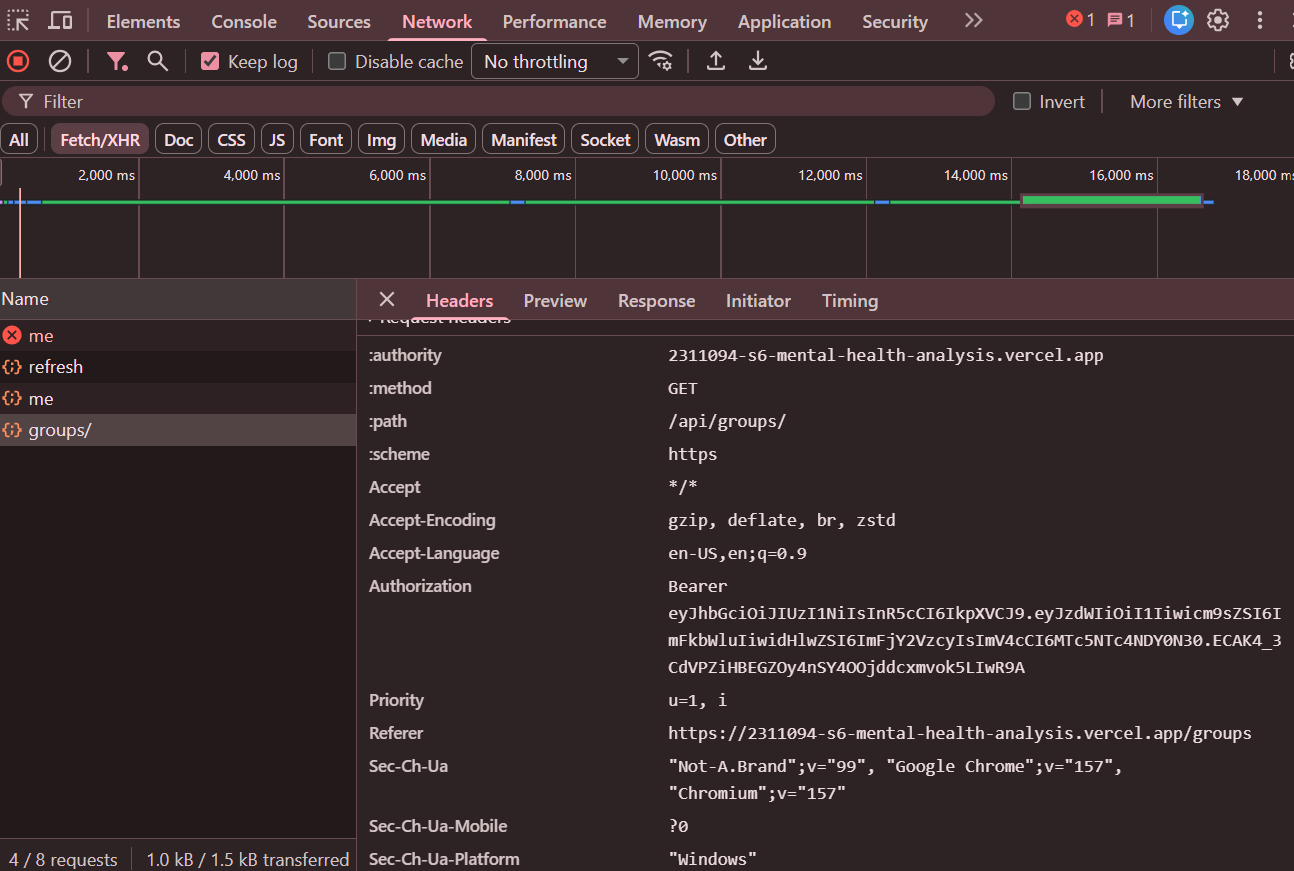 Elements Console Sources Network Performance Memory Application Security 1 1
Keep log Disable cache No throttling
Filter Invert More filters
All Fetch/XHR Doc CSS JS Font Img Media Manifest Socket Wasm Other
2,000 ms 4,000 ms 6,000 ms 8,000 ms 10,000 ms 12,000 ms 14,000 ms 16,000 ms 18,000 ms
Name
me
refresh
me
groups/
4 / 8 requests 1.0 kB / 1.5 kB transferred
Headers Preview Response Initiator Timing
Request headers
:authority 2311094-s6-mental-health-analysis.vercel.app
:method GET
:path /api/groups/
:scheme https
Accept */*
Accept-Encoding gzip, deflate, br, zstd
Accept-Language en-US,en;q=0.9
Authorization Bearer
eyJhbGciOiJIUzI1NiIsInR5cCI6IkpXVCJ9.eyJzdWIiOiI1Iiwicm9sZSI6I
mFkbWluIiwidHlwZSI6ImFjY2VzcyIsImV4cCI6MTc5NTc4NDY0N30.ECAK4_3
CdVPZiHBEGZOy4nSY4OOjddcxmvok5LIwR9A
Priority u=1, i
Referer https://2311094-s6-mental-health-analysis.vercel.app/groups
Sec-Ch-Ua "Not-A.Brand";v="99", "Google Chrome";v="157",
"Chromium";v="157"
Sec-Ch-Ua-Mobile ?0
Sec-Ch-Ua-Platform "Windows"